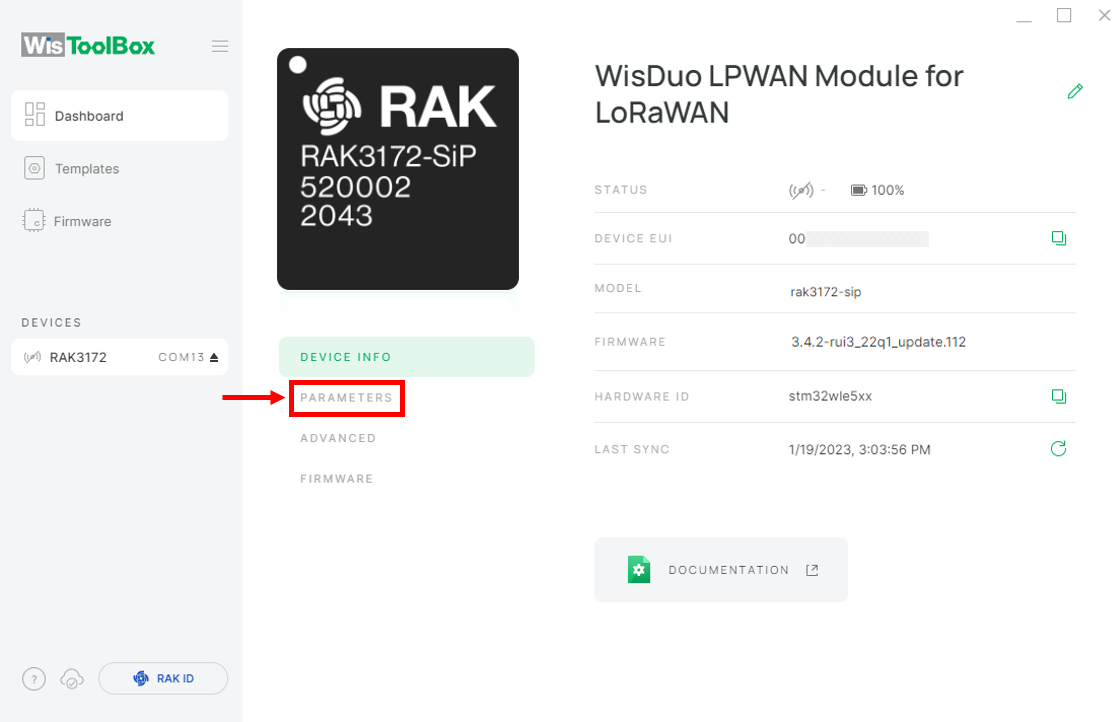 WisToolBox
Dashboard
Templates
Firmware
DEVICES
RAK3172 COM13
?
RAK ID
RAK
RAK3172-SiP
520002
2043
DEVICE INFO
PARAMETERS
ADVANCED
FIRMWARE
WisDuo LPWAN Module for
LoRaWAN
STATUS - 100%
DEVICE EUI 00
MODEL rak3172-sip
FIRMWARE 3.4.2-rui3_22q1_update.112
HARDWARE ID stm32wle5xx
LAST SYNC 1/19/2023, 3:03:56 PM
DOCUMENTATION